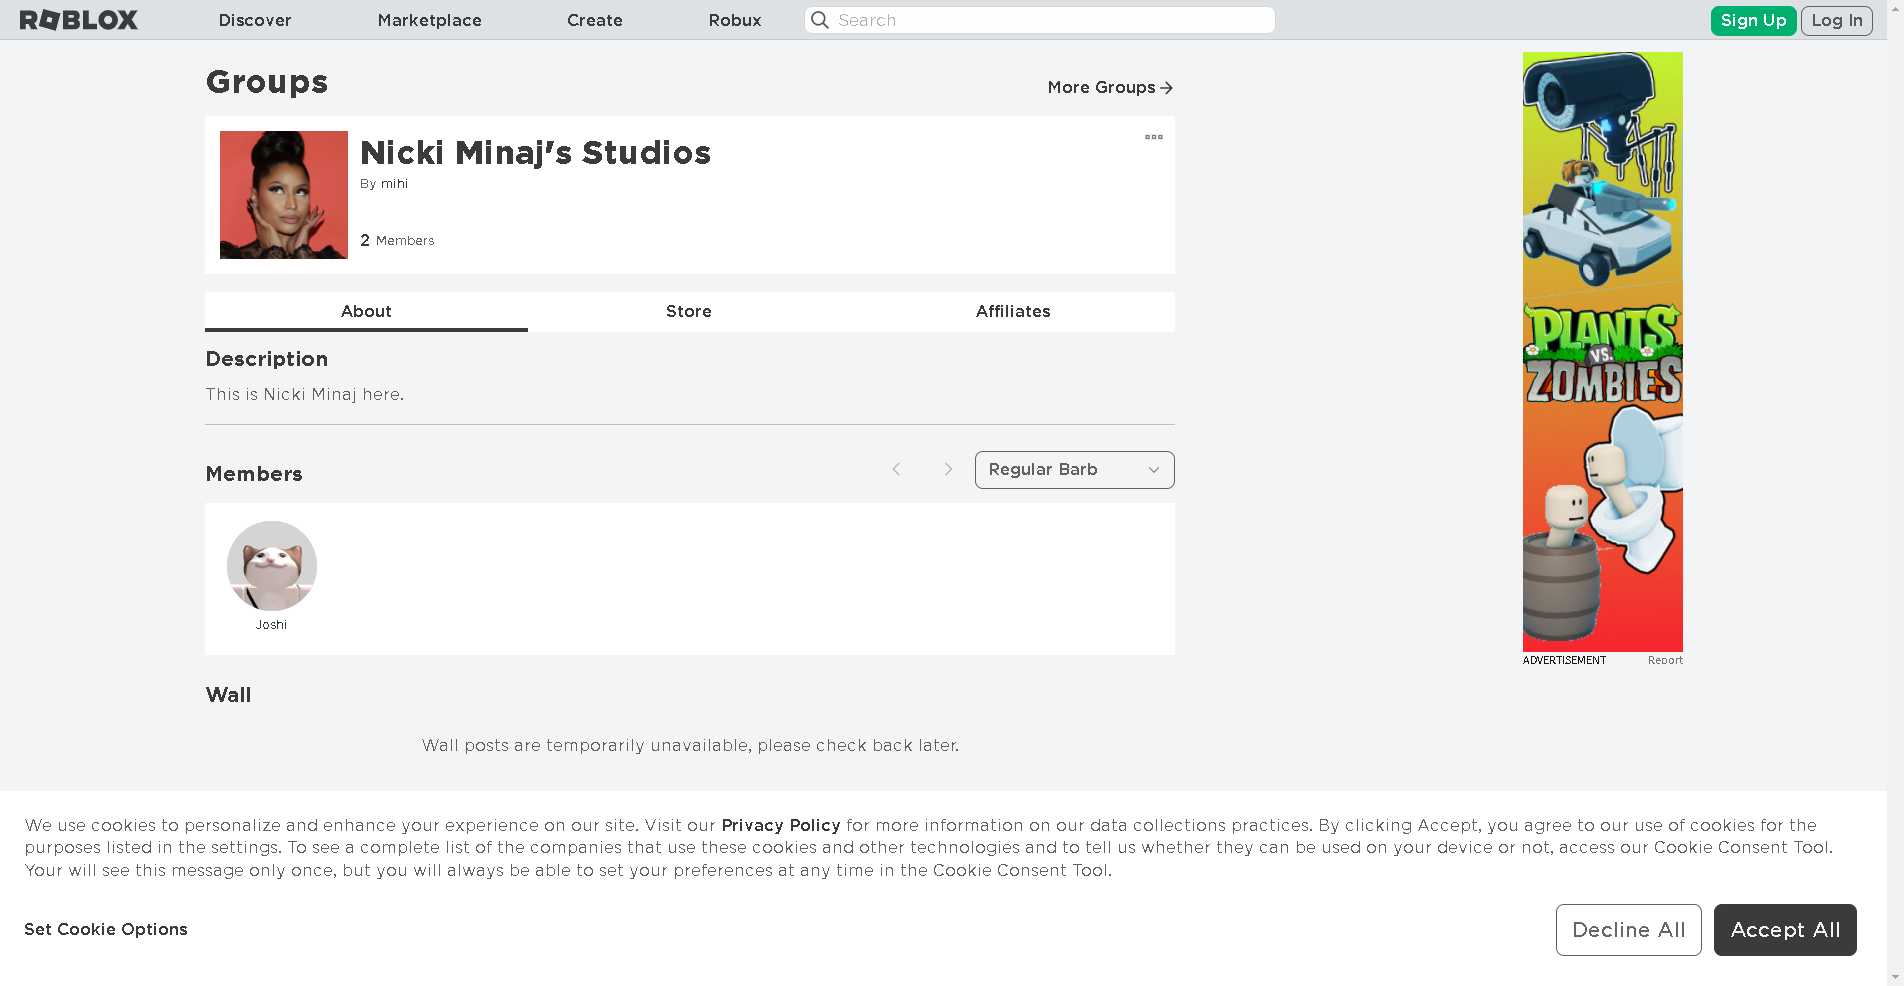 ROBLOX Discover Marketplace Create Robux Search Sign Up Log In
Groups
More Groups
Nicki Minaj's Studios
By mihi
2 Members
About Store Affiliates
Description
This is Nicki Minaj here.
Members
Regular Barb
Joshi
Wall
Wall posts are temporarily unavailable, please check back later.
PLANTS
VS.
ZOMBIES
ADVERTISEMENT Report
We use cookies to personalize and enhance your experience on our site. Visit our Privacy Policy for more information on our data collections practices. By clicking Accept, you agree to our use of cookies for the
purposes listed in the settings. To see a complete list of the companies that use these cookies and other technologies and to tell us whether they can be used on your device or not, access our Cookie Consent Tool.
Your will see this message only once, but you will always be able to set your preferences at any time in the Cookie Consent Tool.
Set Cookie Options
Decline All
Accept All